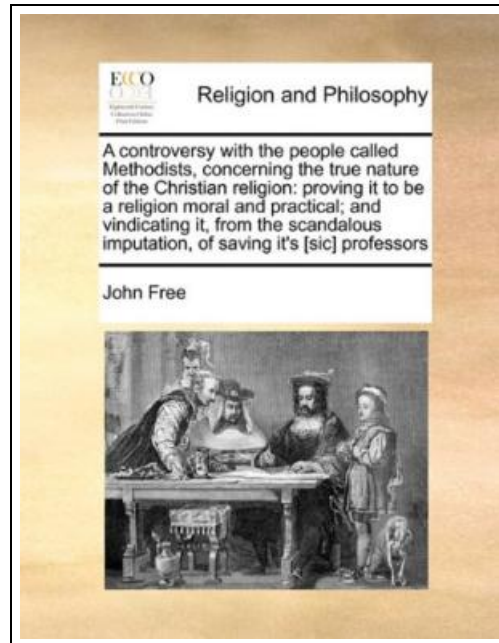 ECCO
Religion and Philosophy
A controversy with the people called
Methodists, concerning the true nature
of the Christian religion: proving it to be
a religion moral and practical; and
vindicating it, from the scandalous
imputation, of saving it's [sic] professors
John Free